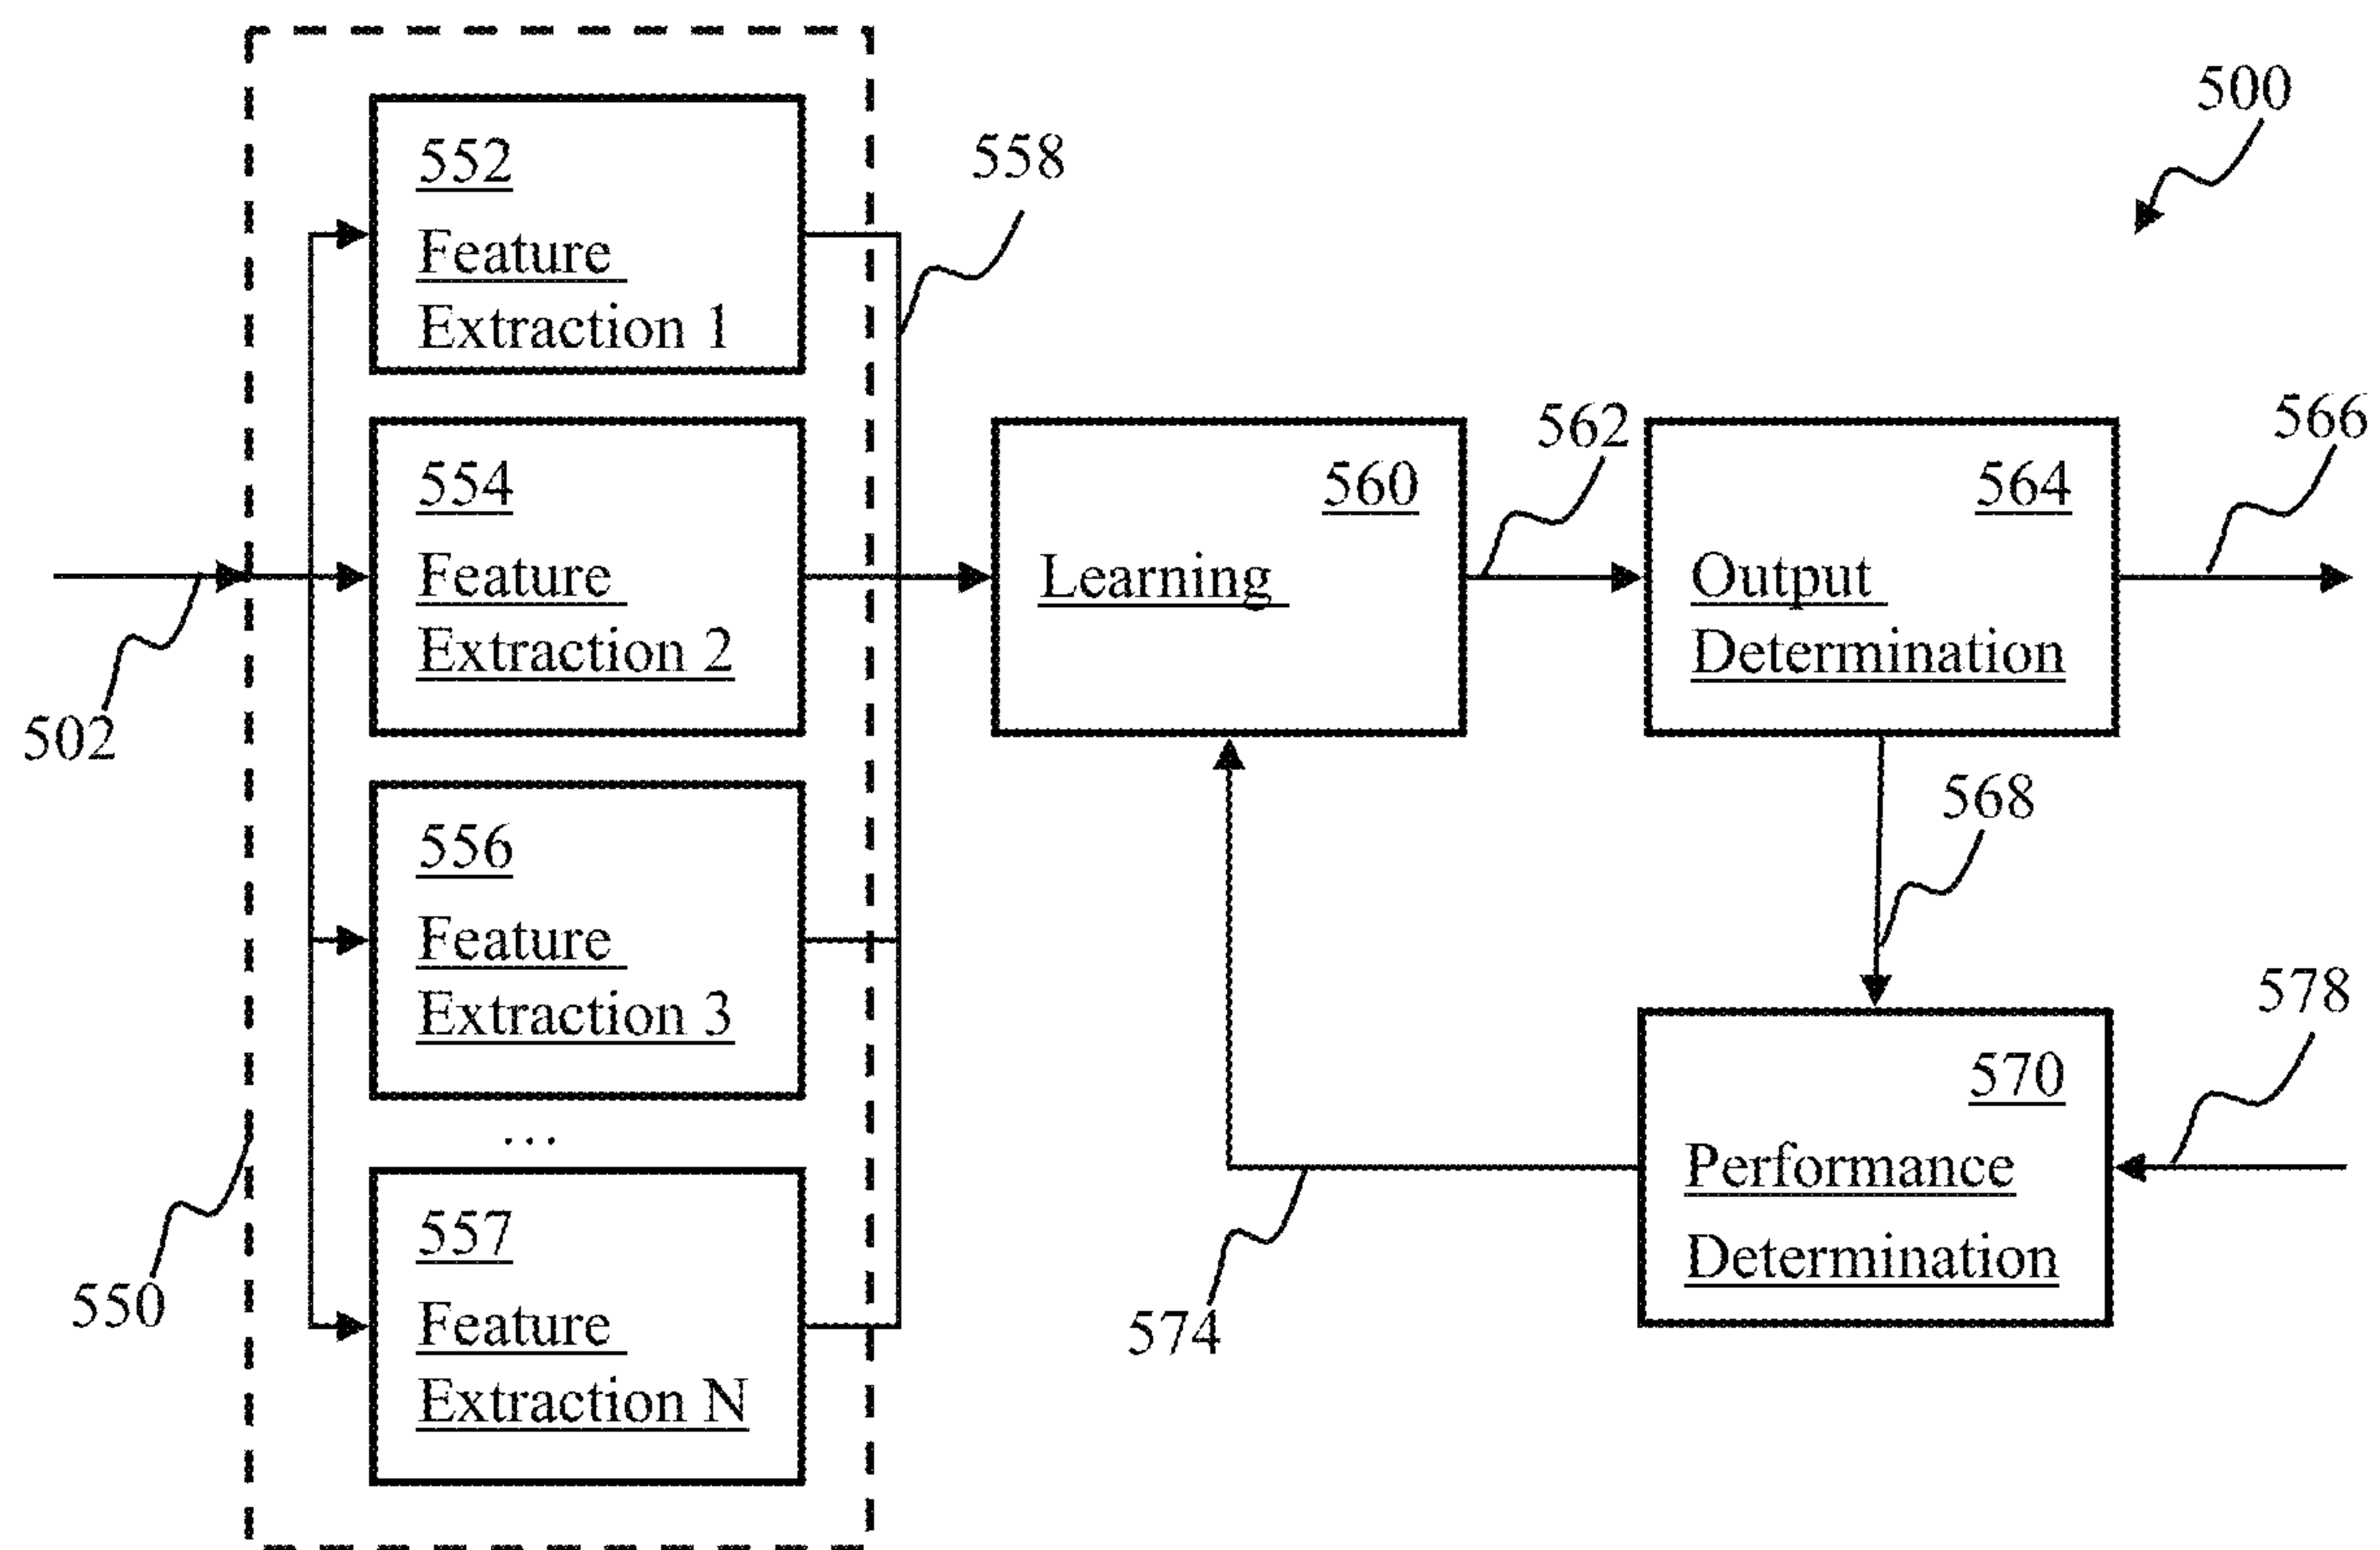 500
552
Feature
Extraction 1
558
554
Feature
Extraction 2
502
560
Learning
562
564
Output
Determination
566
556
Feature
Extraction 3
...
568
578
570
Performance
Determination
574
557
Feature
Extraction N
550